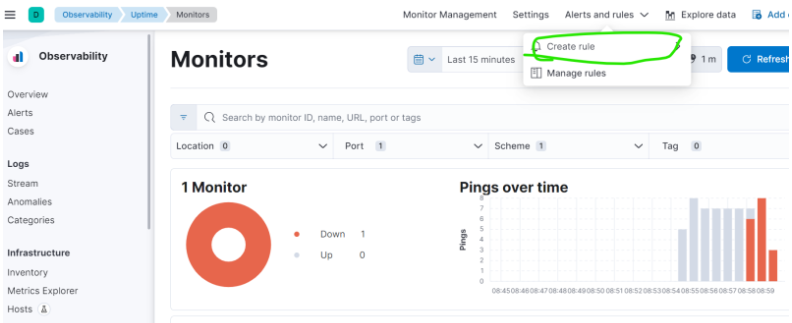 D Observability Uptime Monitors Monitor Management Settings Alerts and rules Explore data Add
Observability
Monitors
Last 15 minutes
Create rule
1 m
Refresh
Manage rules
Overview
Alerts
Cases
Search by monitor ID, name, URL, port or tags
Location 0 Port 1 Scheme 1 Tag 0
Logs
Stream
Anomalies
Categories
1 Monitor
Down 1
Up 0
Pings over time
Pings
8
7
6
5
4
3
2
1
0
08:45 08:46 08:47 08:48 08:49 08:50 08:51 08:52 08:53 08:54 08:55 08:56 08:57 08:58 08:59
Infrastructure
Inventory
Metrics Explorer
Hosts